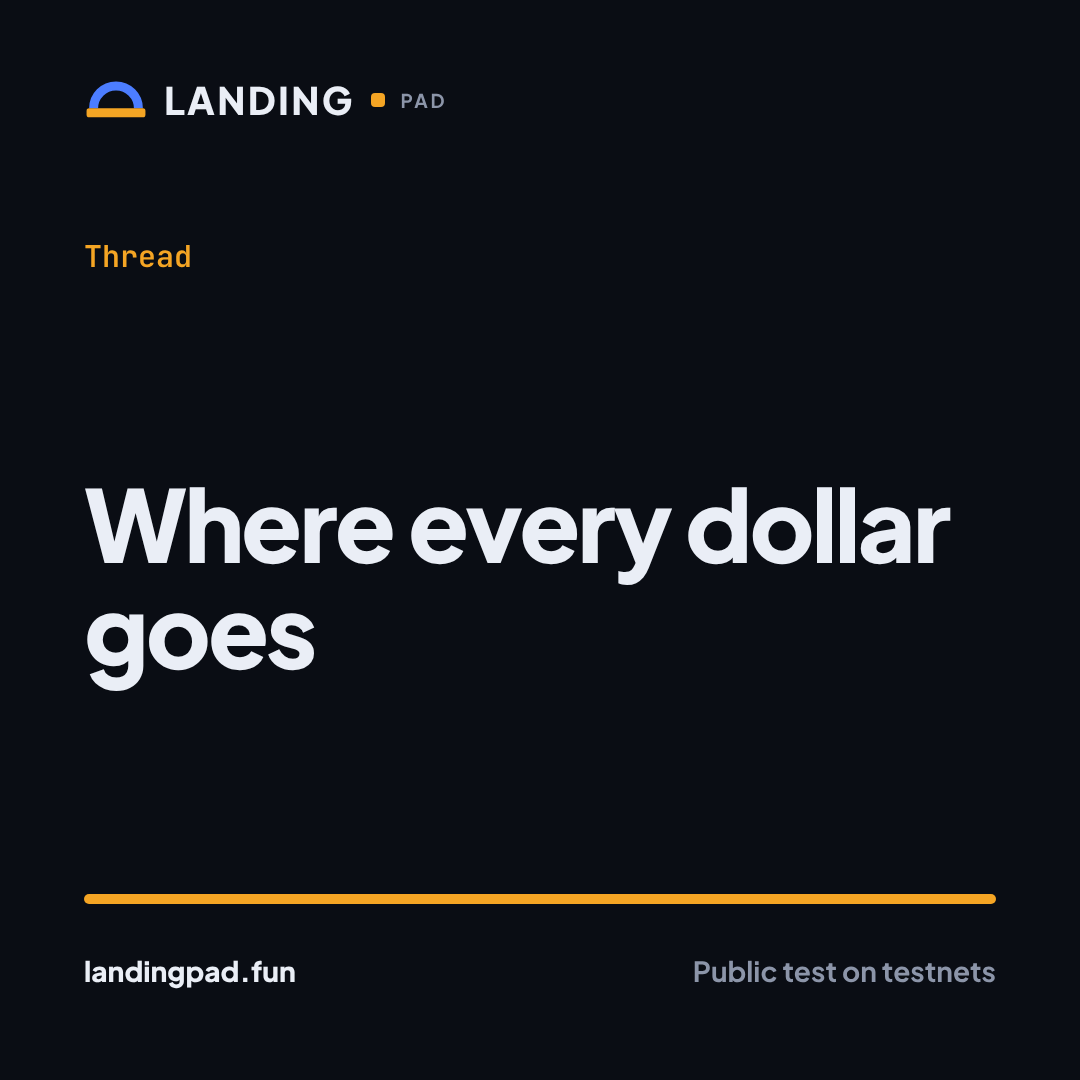 LANDING PAD
Thread
Where every dollar
goes
landingpad.fun
Public test on testnets